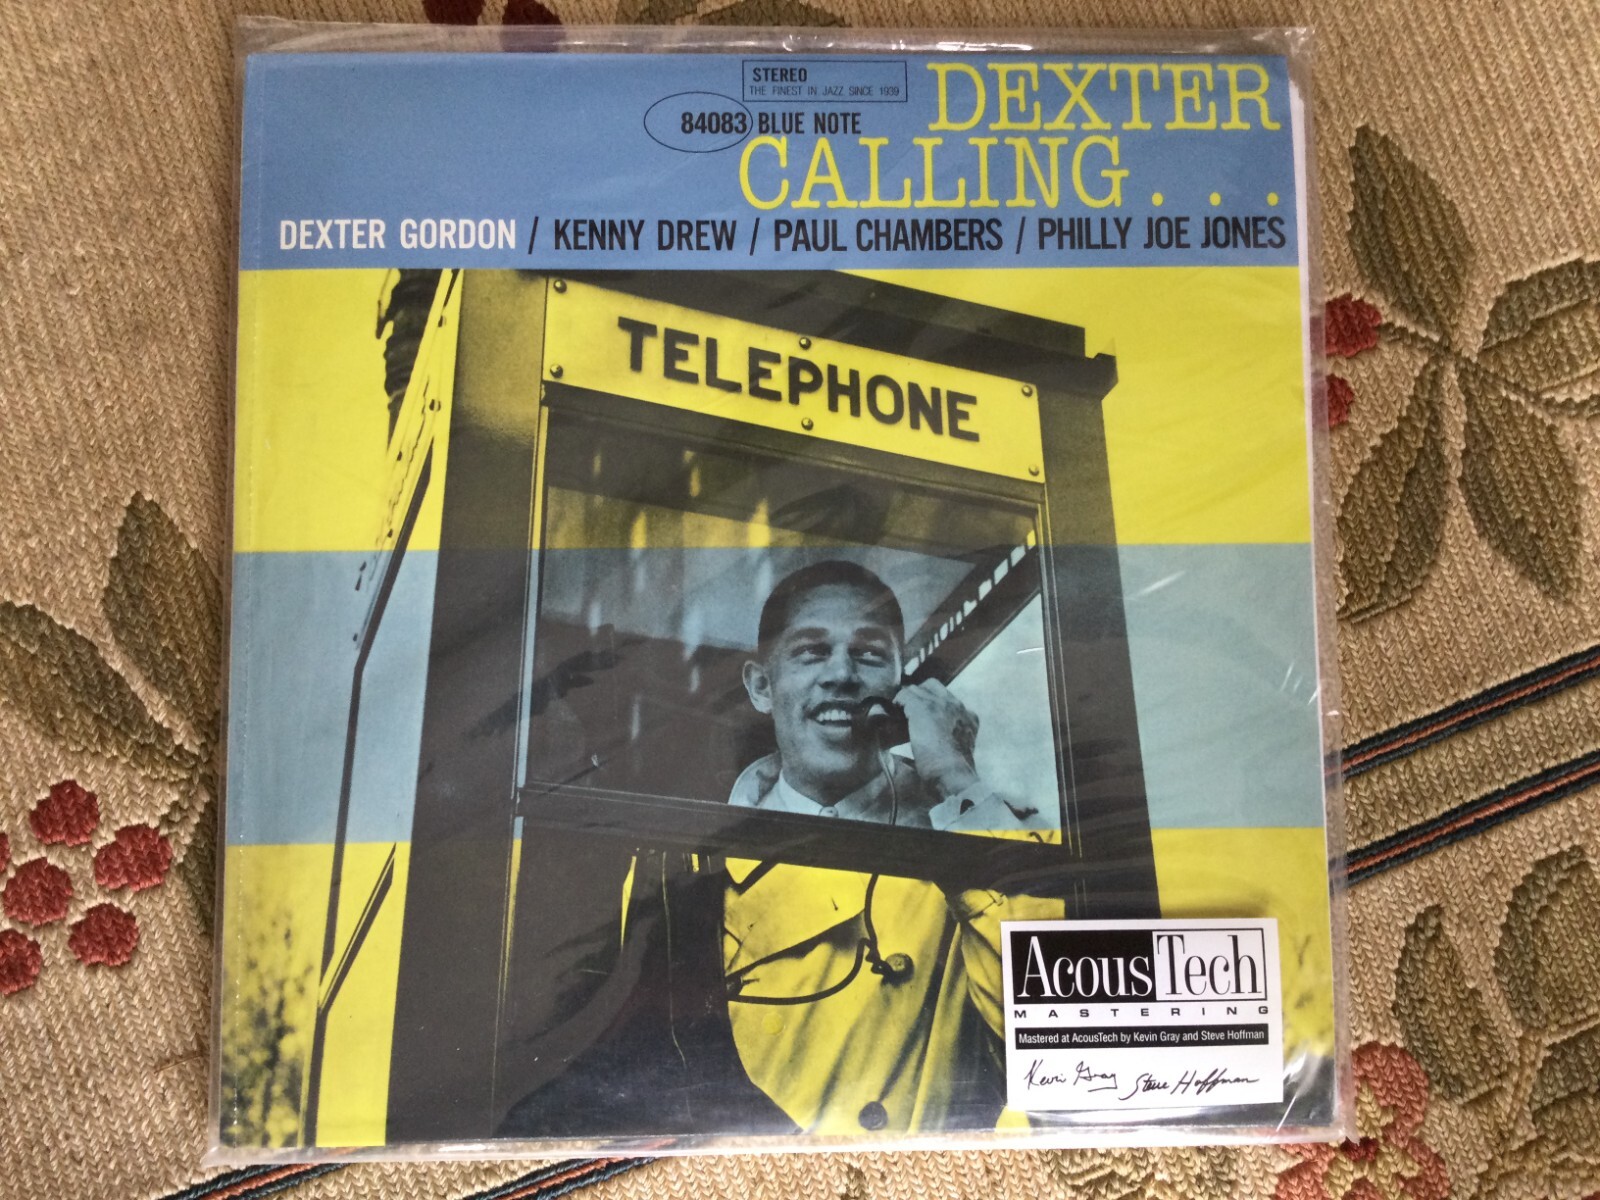 STEREO
THE FINEST IN JAZZ SINCE 1939
84083 BLUE NOTE
DEXTER
CALLING...
DEXTER GORDON / KENNY DREW / PAUL CHAMBERS / PHILLY JOE JONES
TELEPHONE
AcousTech
MASTERING
Mastered at AcousTech by Kevin Gray and Steve Hoffman
Kevin Gray Steve Hoffman